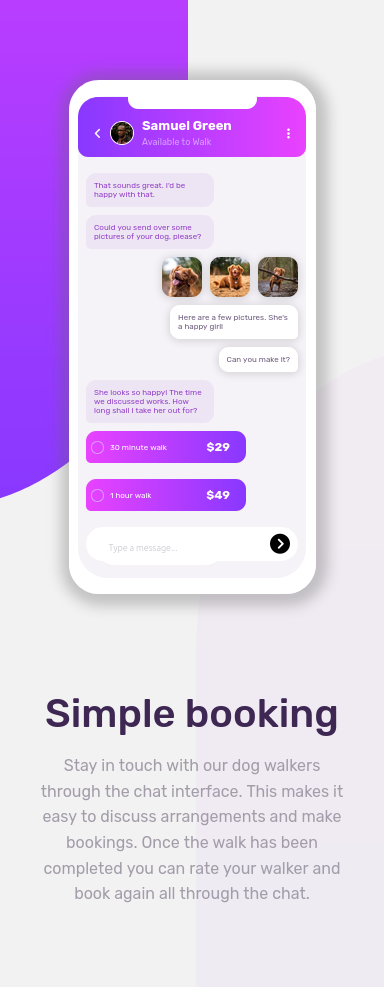 Samuel Green
Available to Walk
That sounds great. I'd be
happy with that.
Could you send over some
pictures of your dog, please?
Here are a few pictures. She's
a happy girl!
Can you make it?
She looks so happy! The time
we discussed works. How
long shall I take her out for?
30 minute walk $29
1 hour walk $49
Type a message...
Simple booking
Stay in touch with our dog walkers
through the chat interface. This makes it
easy to discuss arrangements and make
bookings. Once the walk has been
completed you can rate your walker and
book again all through the chat.